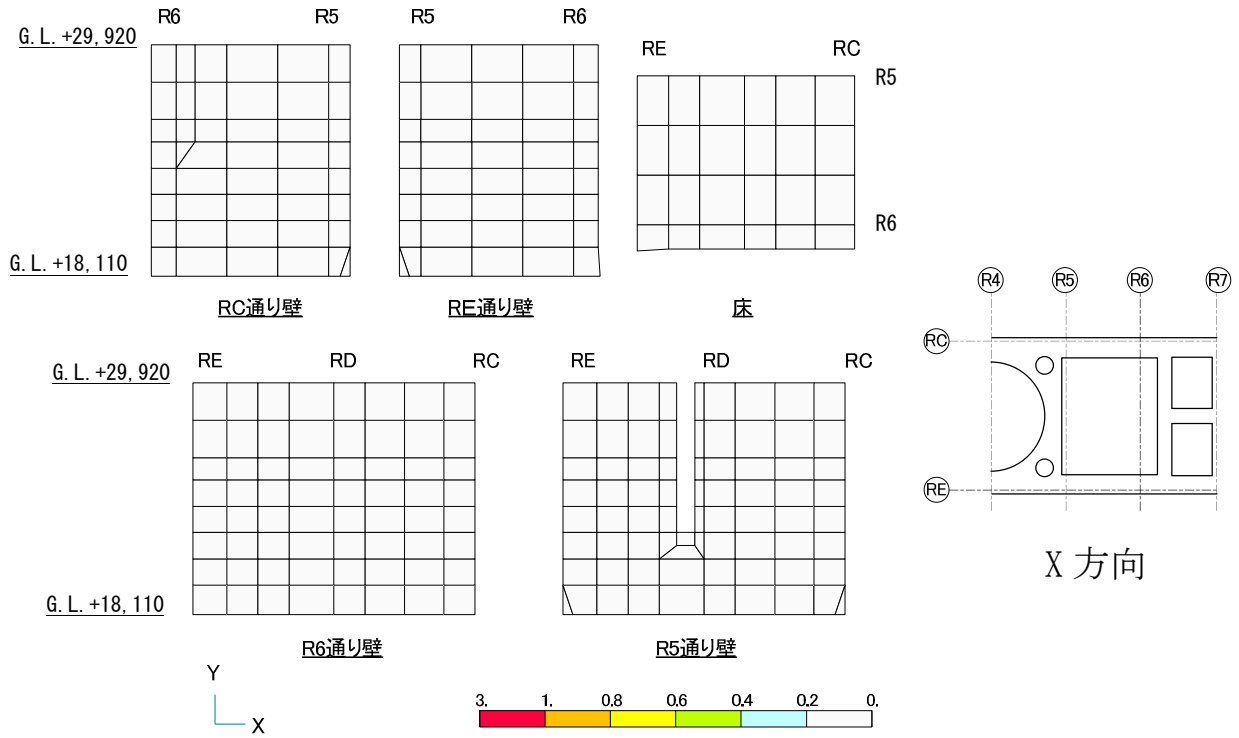 R6 R5 R5 R6
G.L.+29,920
RE RC
R5
R6
G.L.+18,110
RC通り壁 RE通り壁 床
R4 R5 R6 R7
RC
RE
X 方向
RE RD RC RE RD RC
G.L.+29,920
G.L.+18,110
R6通り壁 R5通り壁
Y
X
3. 1. 0.8 0.6 0.4 0.2 0.